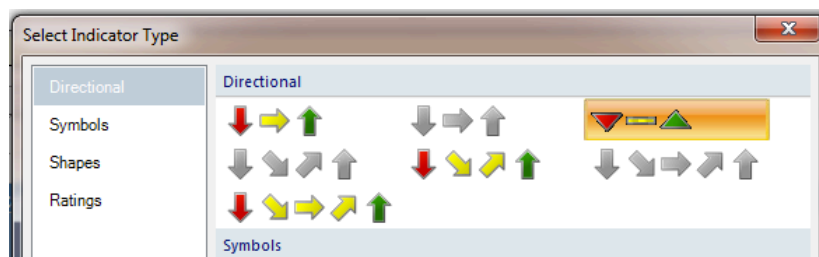 Select Indicator Type
Directional
Directional
Symbols
Shapes
Ratings
Symbols